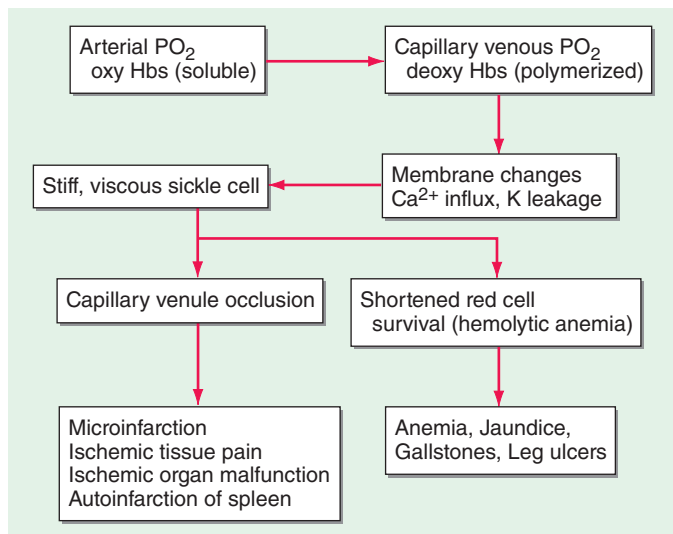 Arterial PO₂
oxy Hbs (soluble)
Capillary venous PO₂
deoxy Hbs (polymerized)
Membrane changes
Ca²⁺ influx, K leakage
Stiff, viscous sickle cell
Capillary venule occlusion
Shortened red cell
survival (hemolytic anemia)
Microinfarction
Ischemic tissue pain
Ischemic organ malfunction
Autoinfarction of spleen
Anemia, Jaundice,
Gallstones, Leg ulcers